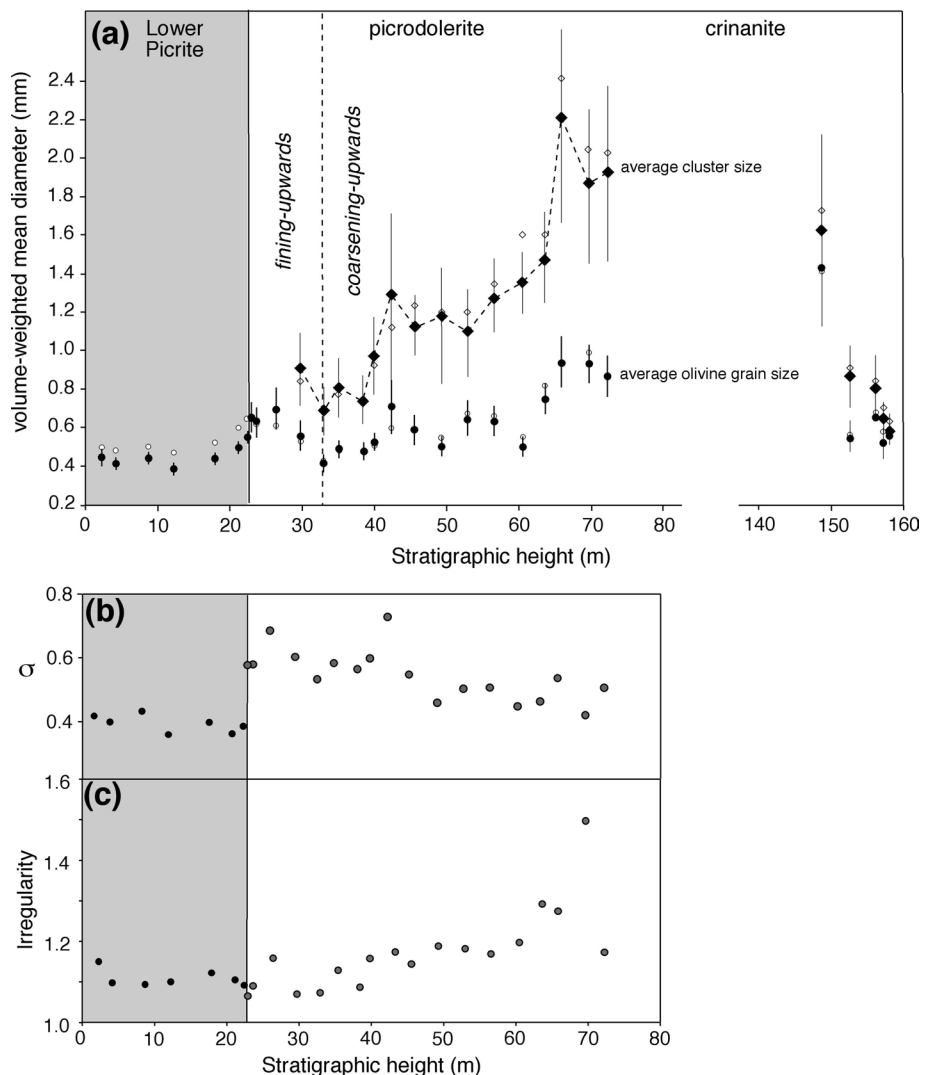 (a)
Lower
Picrite
picrodolerite
crinanite
volume-weighted mean diameter (mm)
2.4
2.2
2.0
1.8
1.6
1.4
1.2
1.0
0.8
0.6
0.4
0.2
fining-upwards
coarsening-upwards
average cluster size
average olivine grain size
0 10 20 30 40 50 60 70 80 140 150 160
Stratigraphic height (m)
(b)
0.8
0.6
0.4
σ
(c)
1.6
1.4
1.2
1.0
Irregularity
0 10 20 30 40 50 60 70 80
Stratigraphic height (m)